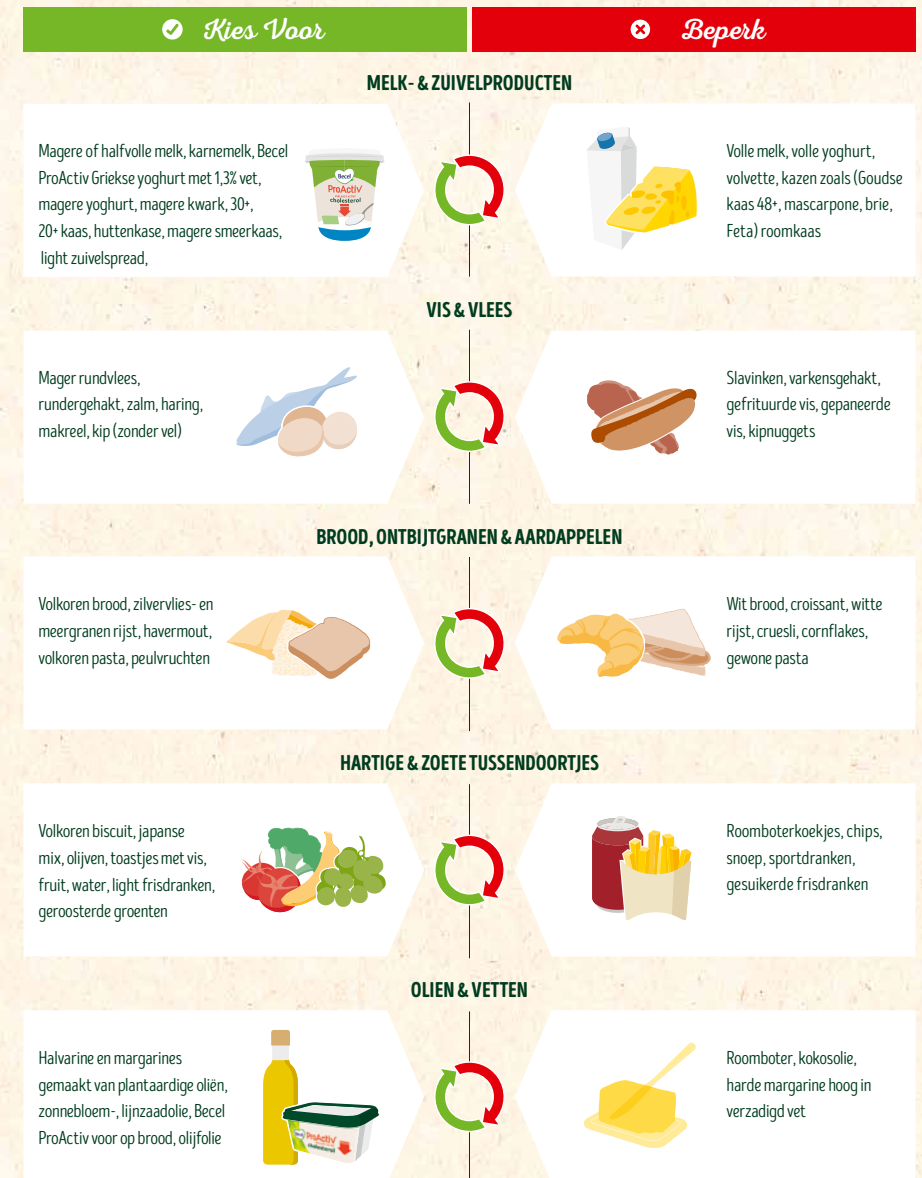 Kies Voor
Beperk
MELK- & ZUIVELPRODUCTEN
Magere of halfvolle melk, karnemelk, Becel
ProActiv Griekse yoghurt met 1,3% vet,
magere yoghurt, magere kwark, 30+,
20+ kaas, huttenkase, magere smeerkaas,
light zuivelspread,
Becel
ProActiv
cholesterol
Volle melk, volle yoghurt,
volvette, kazen zoals (Goudse
kaas 48+, mascarpone, brie,
Feta) roomkaas
VIS & VLEES
Mager rundvlees,
rundergehakt, zalm, haring,
makreel, kip (zonder vel)
Slavinken, varkensgehakt,
gefrituurde vis, gepaneerde
vis, kipnuggets
BROOD, ONTBIJTGRANEN & AARDAPPELEN
Volkoren brood, zilvervlies- en
meergranen rijst, havermout,
volkoren pasta, peulvruchten
Wit brood, croissant, witte
rijst, cruesli, cornflakes,
gewone pasta
HARTIGE & ZOETE TUSSENDOORTJES
Volkoren biscuit, japanse
mix, olijven, toastjes met vis,
fruit, water, light frisdranken,
geroosterde groenten
Roomboterkoekjes, chips,
snoep, sportdranken,
gesuikerde frisdranken
OLIEN & VETTEN
Halvarine en margarines
gemaakt van plantaardige oliën,
zonnebloem-, lijnzaadolie, Becel
ProActiv voor op brood, olijfolie
Becel
ProActiv
cholesterol
Roomboter, kokosolie,
harde margarine hoog in
verzadigd vet